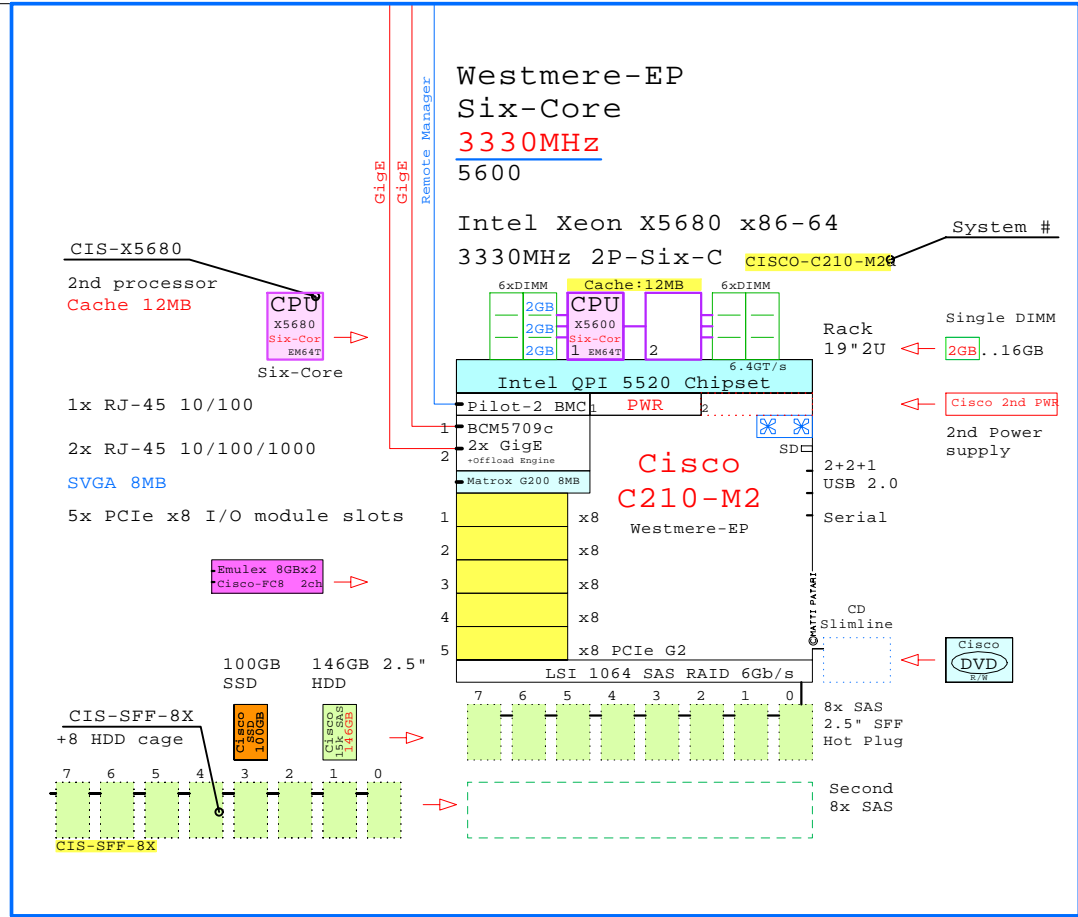 Westmere-EP
Six-Core
3330MHz
5600
GigE
GigE
Remote Manager
Intel Xeon X5680 x86-64
3330MHz 2P-Six-C
System #
CIS-X5680
2nd processor
Cache 12MB
CPU
X5680
Six-Cor
EM64T
Six-Core
6xDIMM
Cache:12MB
6xDIMM
2GB
2GB
2GB
CPU
X5600
Six-Cor
1 EM64T
2
Rack
19"2U
Single DIMM
2GB..16GB
6.4GT/s
Intel QPI 5520 Chipset
Pilot-2 BMC
1 PWR 2
Cisco 2nd PWR
2nd Power
supply
1x RJ-45 10/100
2x RJ-45 10/100/1000
SVGA 8MB
5x PCIe x8 I/O module slots
1 BCM5709c
2 2x GigE
+Offload Engine
Matrox G200 8MB
SD
2+2+1
USB 2.0
Serial
Cisco
C210-M2
Westmere-EP
1 x8
2 x8
3 x8
4 x8
5 x8 PCIe G2
Emulex 8GBx2
Cisco-FC8 2ch
©MATTI PATARI
CD
Slimline
Cisco
DVD
R/W
LSI 1064 SAS RAID 6Gb/s
100GB
SSD
146GB 2.5"
HDD
CIS-SFF-8X
+8 HDD cage
Cisco
SSD
100GB
Cisco
15k SAS
146GB
7 6 5 4 3 2 1 0
8x SAS
2.5" SFF
Hot Plug
7 6 5 4 3 2 1 0
Second
8x SAS
CIS-SFF-8X